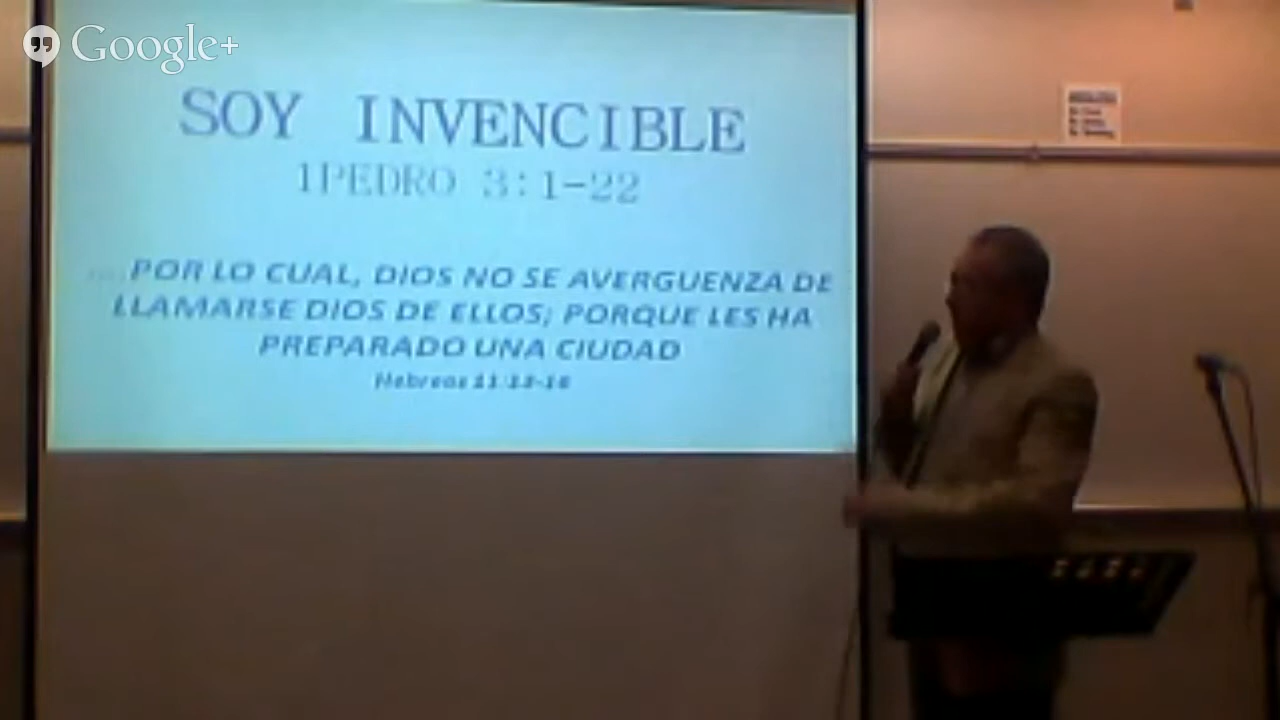 Google+
SOY INVENCIBLE
1PEDRO 3:1-22
...POR LO CUAL, DIOS NO SE AVERGUENZA DE
LLAMARSE DIOS DE ELLOS; PORQUE LES HA
PREPARADO UNA CIUDAD
Hebreos